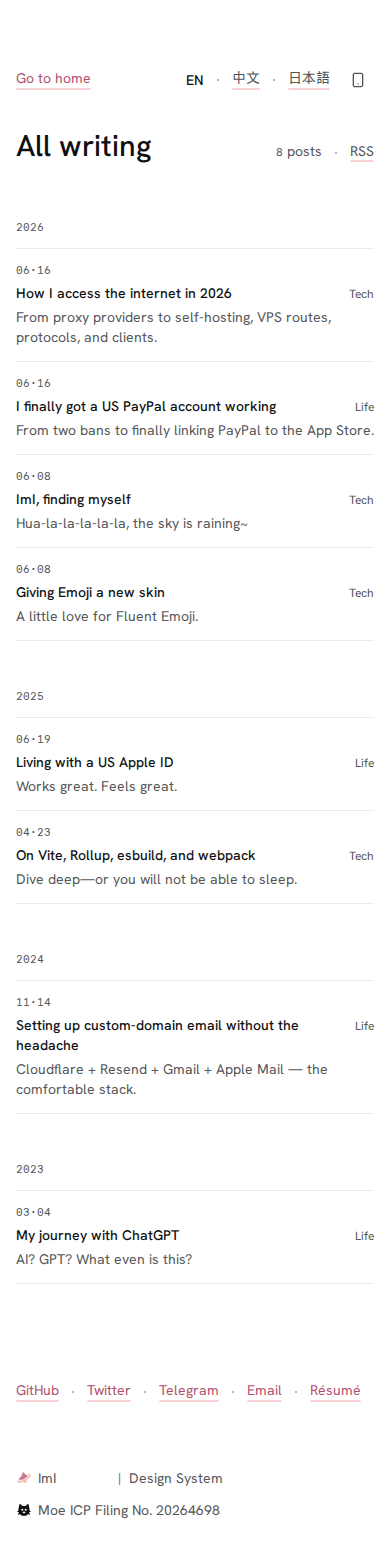 Go to home
EN · 中文 · 日本語
All writing
8 posts · RSS
2026
06·16
How I access the internet in 2026
Tech
From proxy providers to self-hosting, VPS routes,
protocols, and clients.
06·16
I finally got a US PayPal account working
Life
From two bans to finally linking PayPal to the App Store.
06·08
ImI, finding myself
Tech
Hua-la-la-la-la-la, the sky is raining~
06·08
Giving Emoji a new skin
Tech
A little love for Fluent Emoji.
2025
06·19
Living with a US Apple ID
Life
Works great. Feels great.
04·23
On Vite, Rollup, esbuild, and webpack
Tech
Dive deep—or you will not be able to sleep.
2024
11·14
Setting up custom-domain email without the
headache
Life
Cloudflare + Resend + Gmail + Apple Mail — the
comfortable stack.
2023
03·04
My journey with ChatGPT
Life
AI? GPT? What even is this?
GitHub · Twitter · Telegram · Email · Résumé
ImI | Design System
Moe ICP Filing No. 20264698